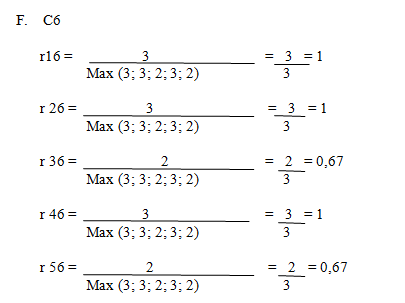 F. C6
3
r16 = = 3 = 1
Max (3; 3; 2; 3; 2) 3
3
r 26 = = 3 = 1
Max (3; 3; 2; 3; 2) 3
2
r 36 = = 2 = 0,67
Max (3; 3; 2; 3; 2) 3
3
r 46 = = 3 = 1
Max (3; 3; 2; 3; 2) 3
2
r 56 = = 2 = 0,67
Max (3; 3; 2; 3; 2) 3